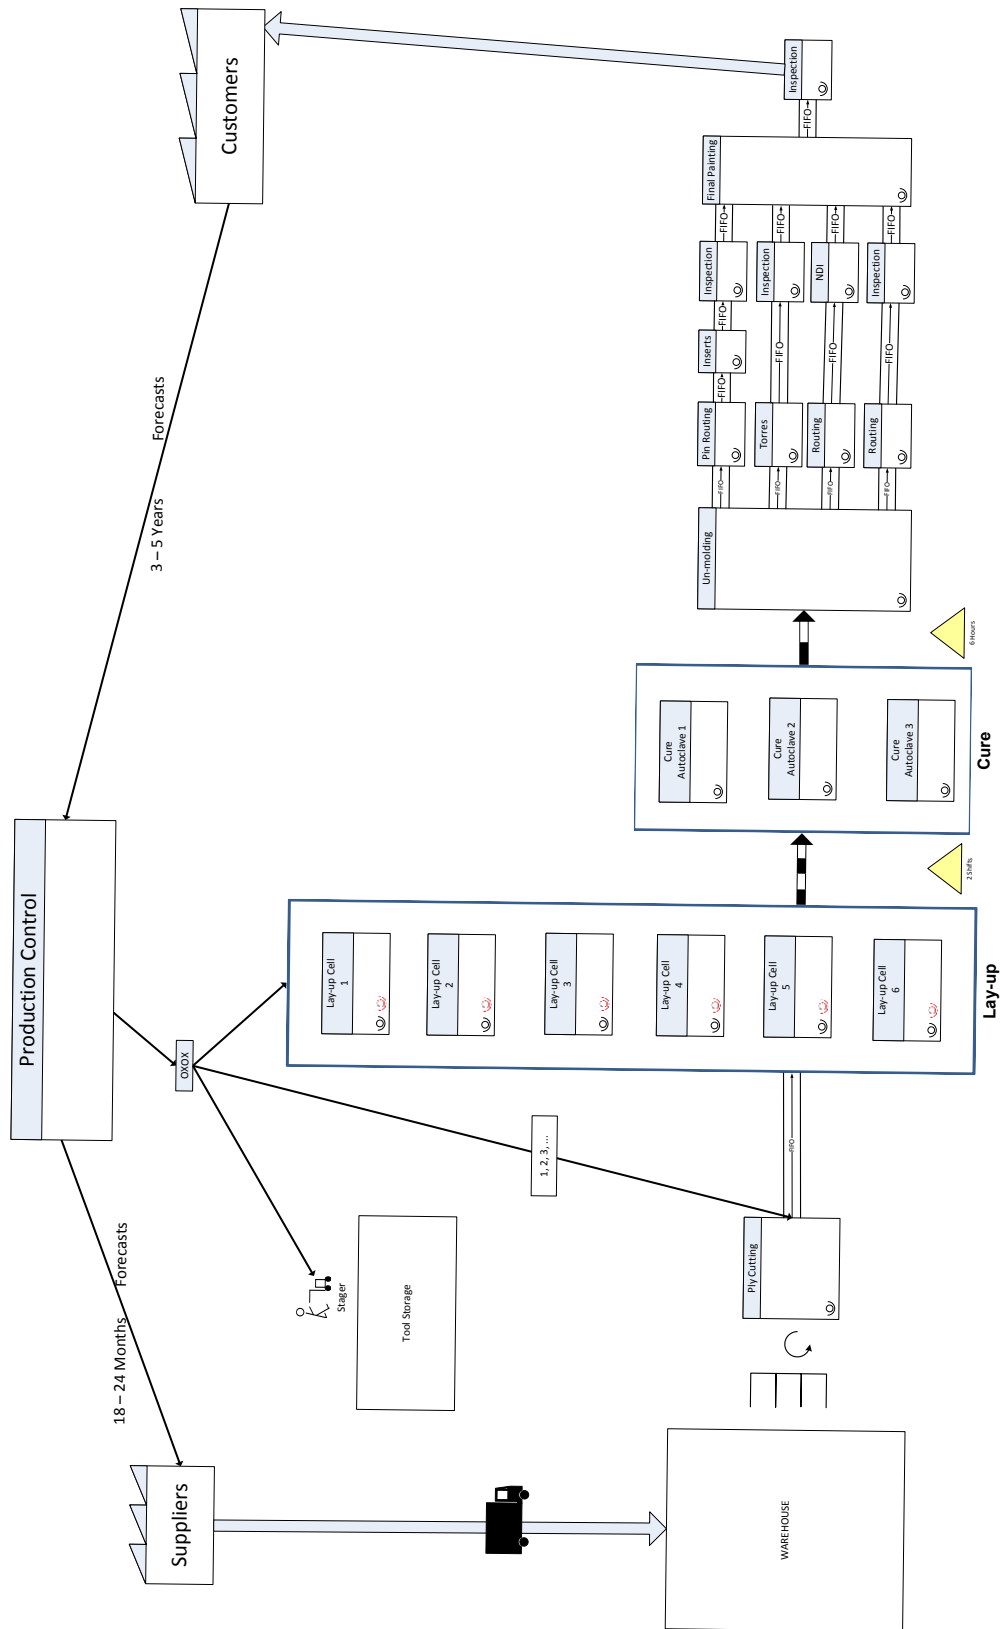 Production Control
Suppliers
Customers
18 – 24 Months
Forecasts
3 – 5 Years
Forecasts
OXOX
1, 2, 3, …
Stager
Tool Storage
WAREHOUSE
Ply Cutting
FIFO
Lay-up Cell
1
Lay-up Cell
2
Lay-up Cell
3
Lay-up Cell
4
Lay-up Cell
5
Lay-up Cell
6
Lay-up
2 Shifts
Cure
Autoclave 1
Cure
Autoclave 2
Cure
Autoclave 3
Cure
6 Hours
Un-molding
FIFO
Pin Routing
FIFO
Inserts
FIFO
Inspection
FIFO
FIFO
Torres
FIFO
Inspection
FIFO
FIFO
Routing
FIFO
NDI
FIFO
FIFO
Routing
FIFO
Inspection
FIFO
Final Painting
FIFO
Inspection